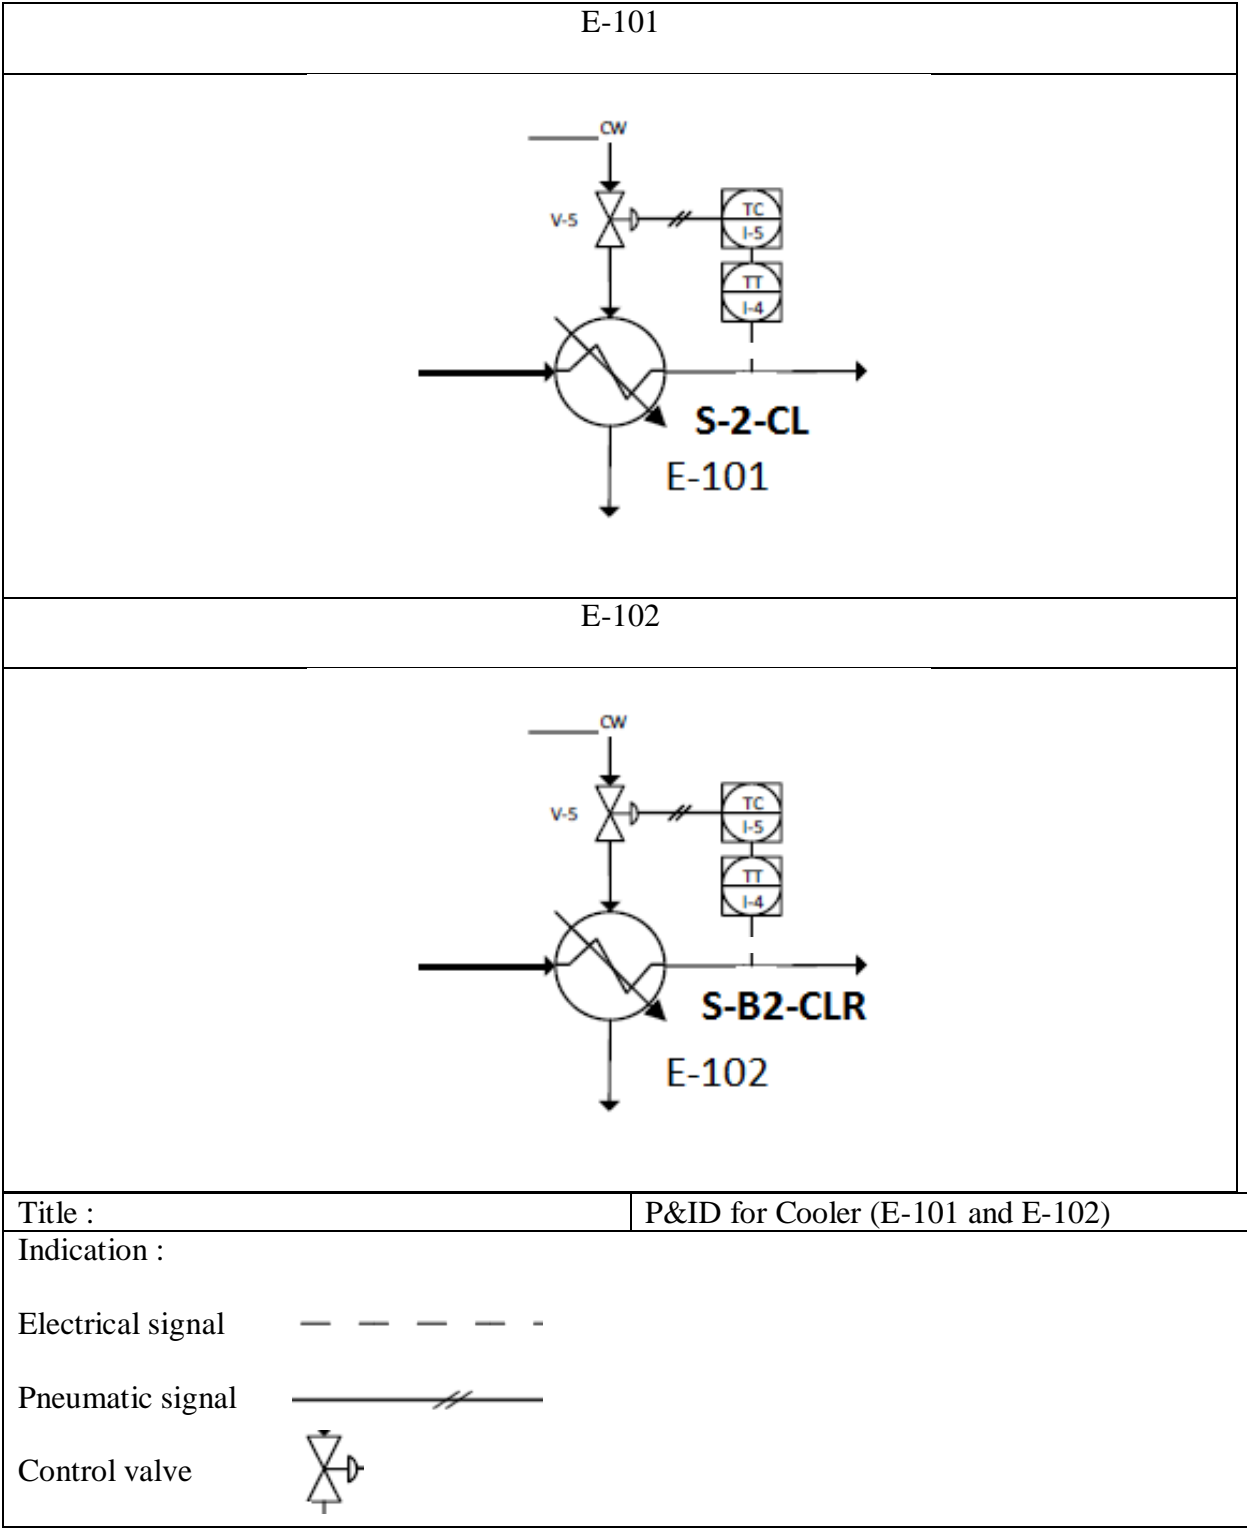 E-101
CW
V-5
TC
I-5
TT
I-4
S-2-CL
E-101
E-102
CW
V-5
TC
I-5
TT
I-4
S-B2-CLR
E-102
Title : P&ID for Cooler (E-101 and E-102)
Indication :
Electrical signal
Pneumatic signal
Control valve